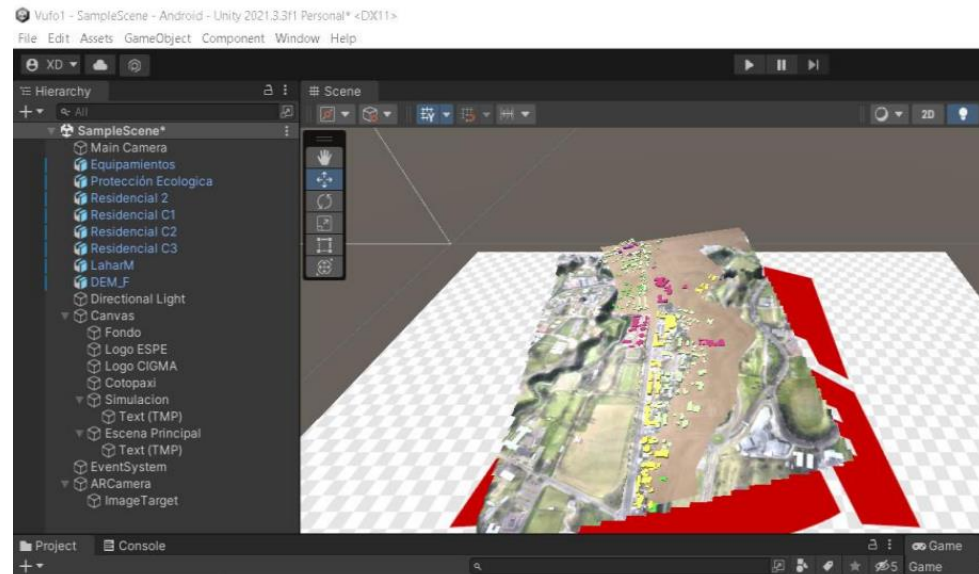 Vufo1 - SampleScene - Android - Unity 2021.3.3f1 Personal* <DX11>
File Edit Assets GameObject Component Window Help
XD
Hierarchy
Scene
All
2D
SampleScene*
Main Camera
Equipamientos
Protección Ecologica
Residencial 2
Residencial C1
Residencial C2
Residencial C3
LaharM
DEM_F
Directional Light
Canvas
Fondo
Logo ESPE
Logo CIGMA
Cotopaxi
Simulacion
Text (TMP)
Escena Principal
Text (TMP)
EventSystem
ARCamera
ImageTarget
Project Console
Game
5
Game